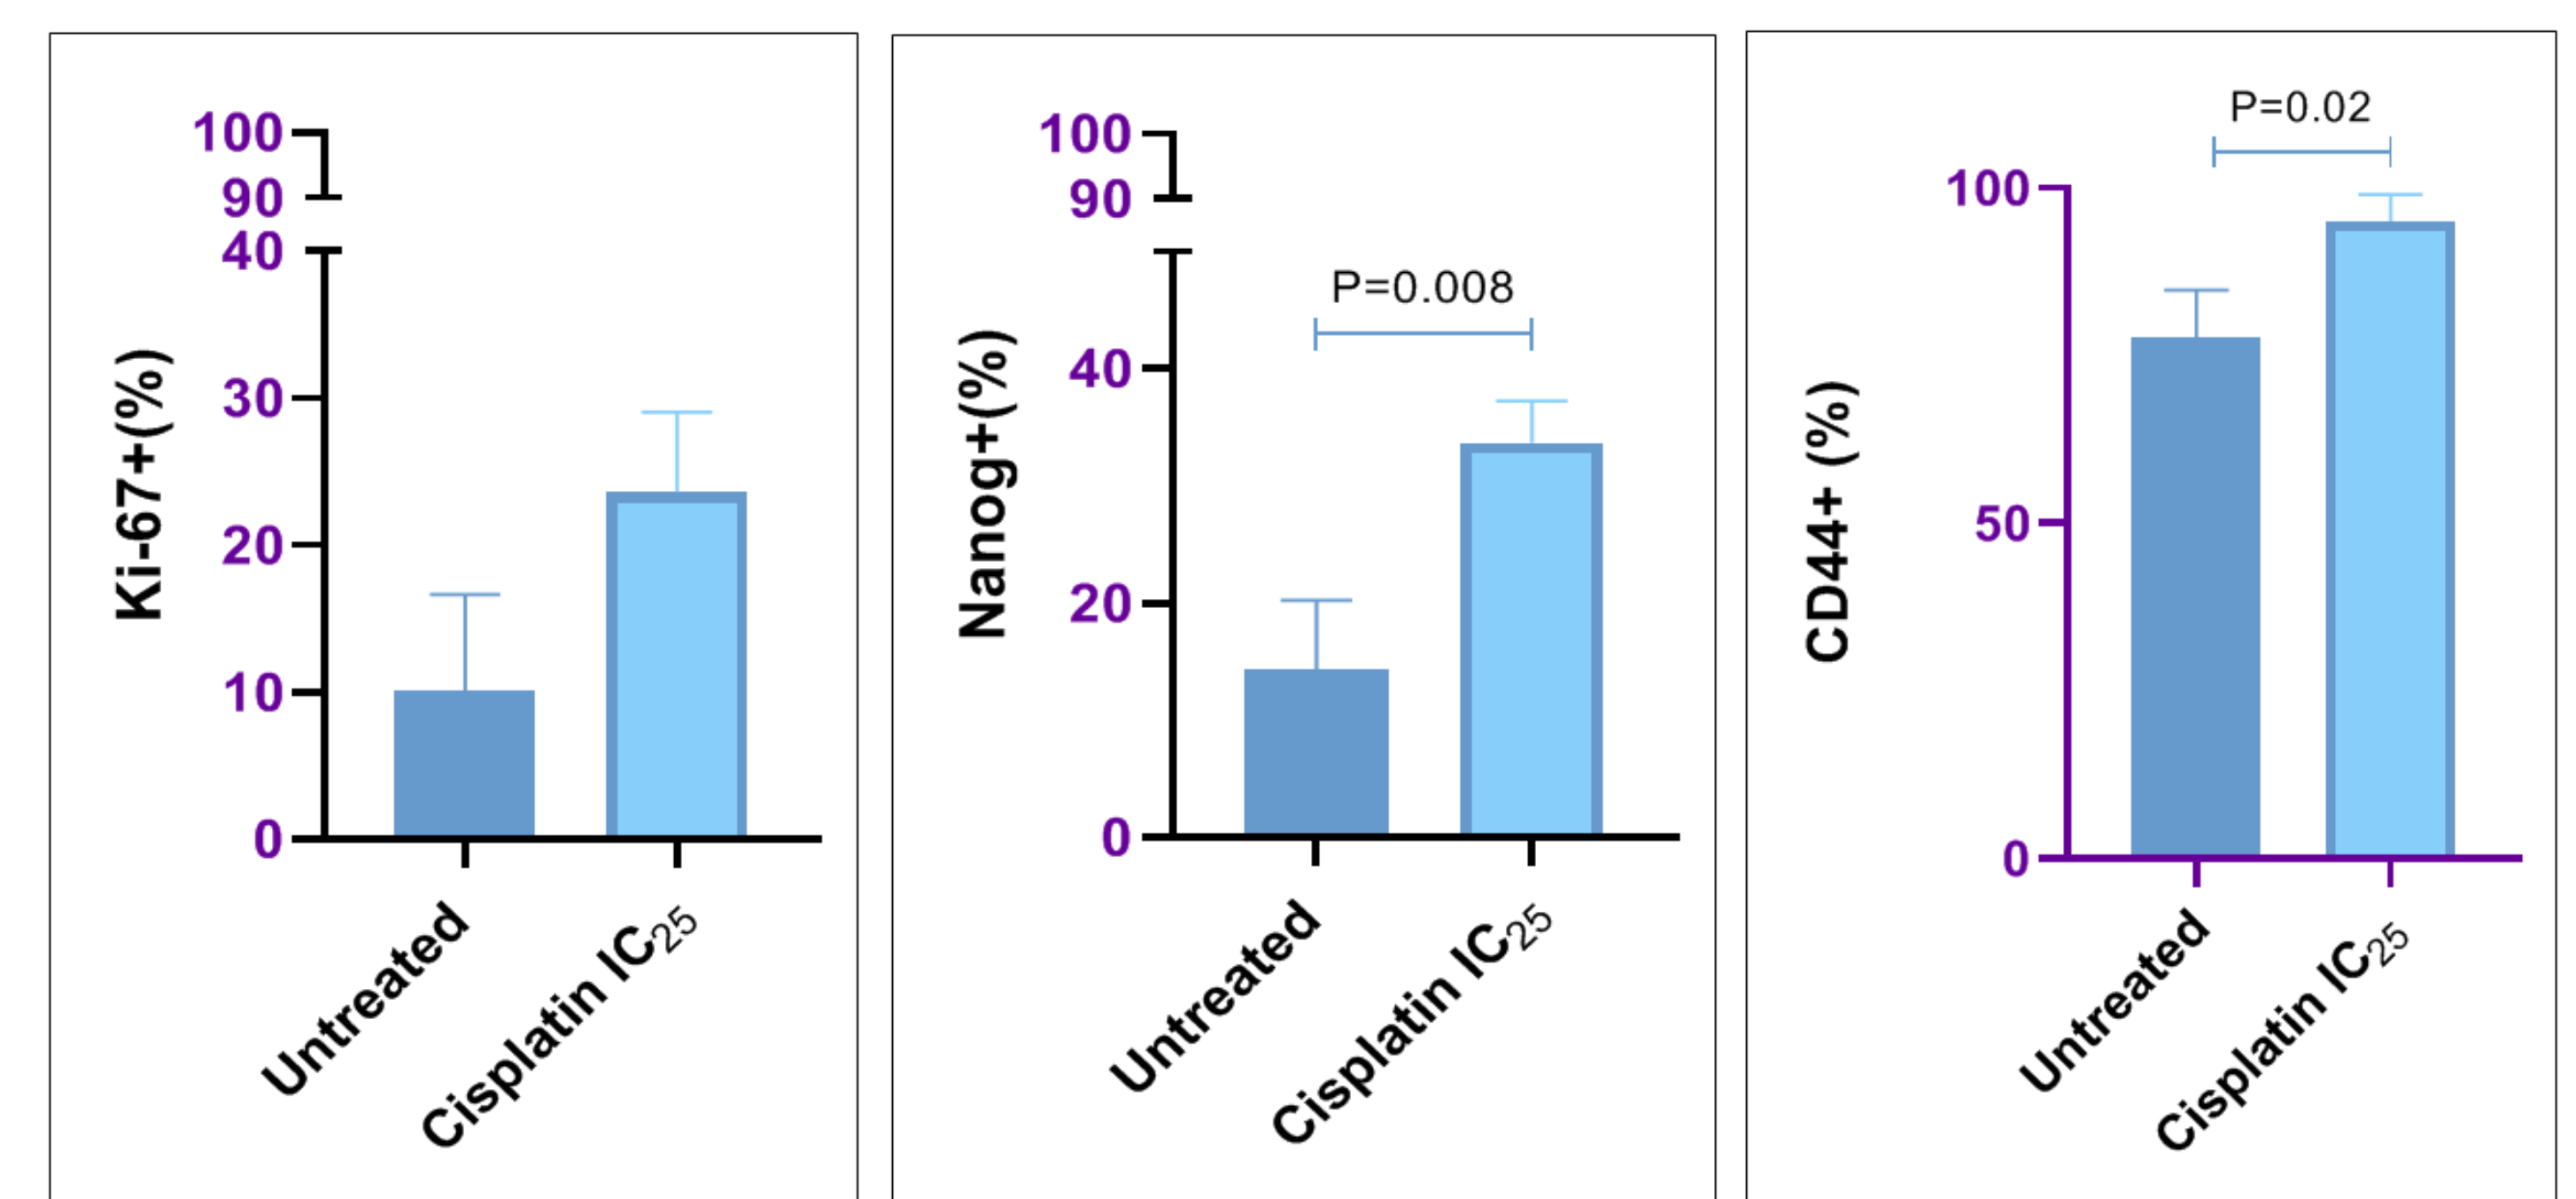 Ki-67+(%)
100
90
40
30
20
10
0
Untreated
Cisplatin IC25
Nanog+(%)
100
90
P=0.008
40
20
0
Untreated
Cisplatin IC25
CD44+ (%)
P=0.02
100
50
0
Untreated
Cisplatin IC25